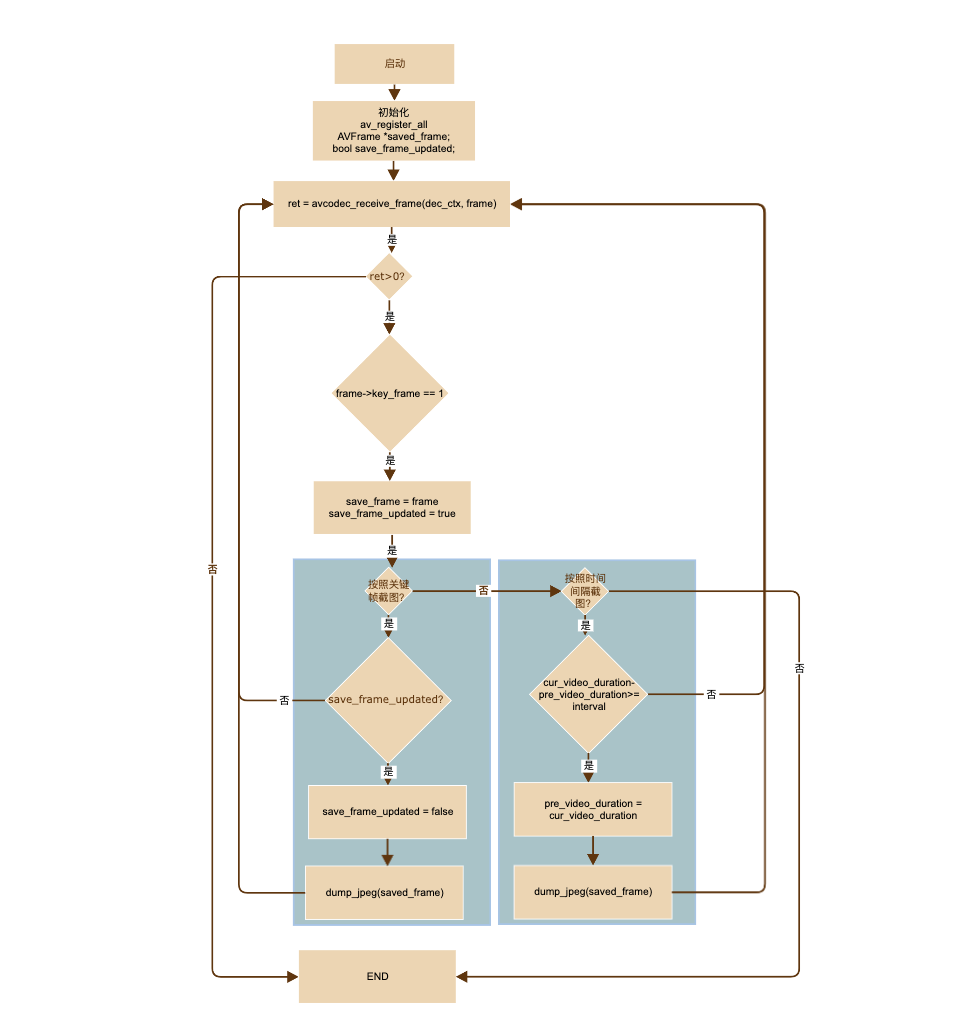 启动
初始化
av_register_all
AVFrame *saved_frame;
bool save_frame_updated;
ret = avcodec_receive_frame(dec_ctx, frame)
是
ret>0?
是
frame->key_frame == 1
是
save_frame = frame
save_frame_updated = true
是
否
按照关键
帧截图?
否
按照时间
间隔截
图?
是
是
否
save_frame_updated?
否
cur_video_duration-
pre_video_duration>=
interval
否
是
是
save_frame_updated = false
pre_video_duration =
cur_video_duration
dump_jpeg(saved_frame)
dump_jpeg(saved_frame)
END